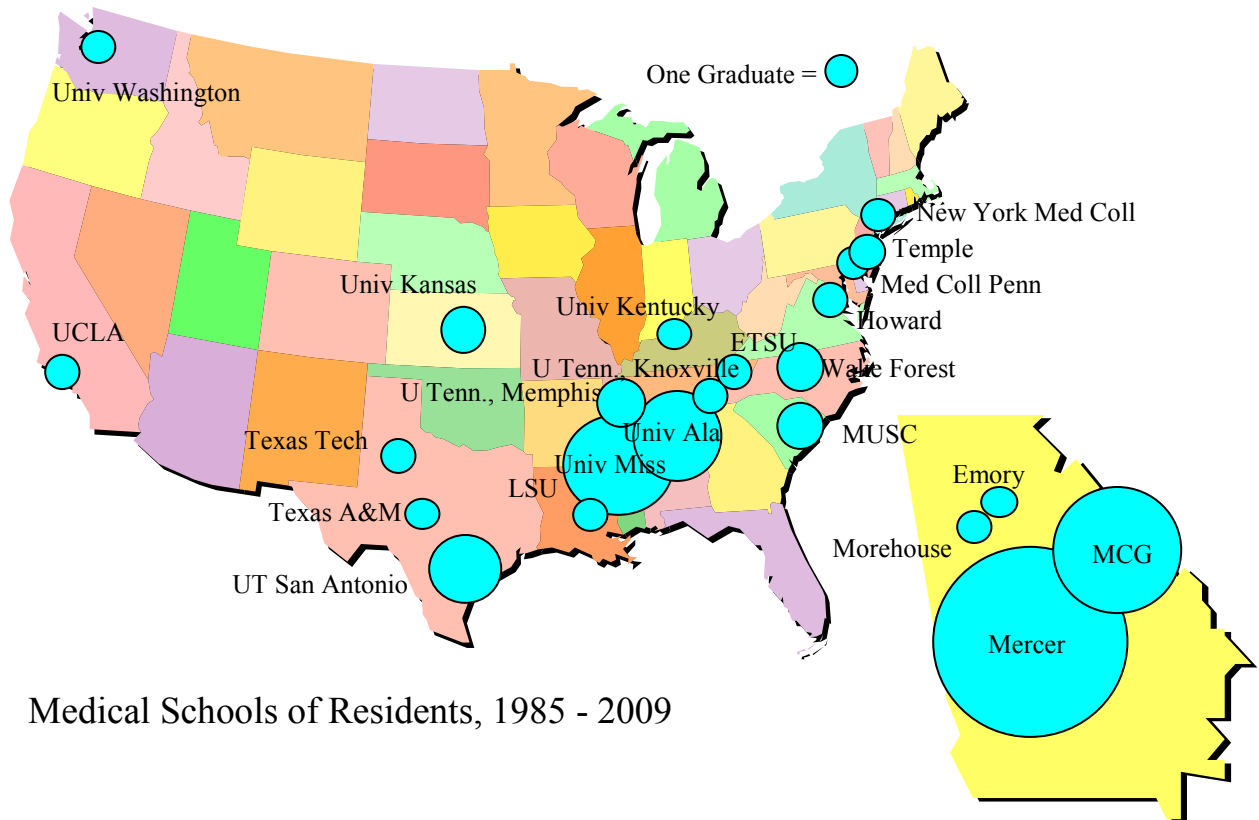 One Graduate =
Univ Washington
New York Med Coll
Temple
Med Coll Penn
Univ Kansas
Univ Kentucky
Howard
UCLA
ETSU
U Tenn., Knoxville
Wake Forest
U Tenn., Memphis
Univ Ala
MUSC
Texas Tech
Univ Miss
LSU
Emory
Texas A&M
Morehouse
MCG
UT San Antonio
Mercer
Medical Schools of Residents, 1985 - 2009